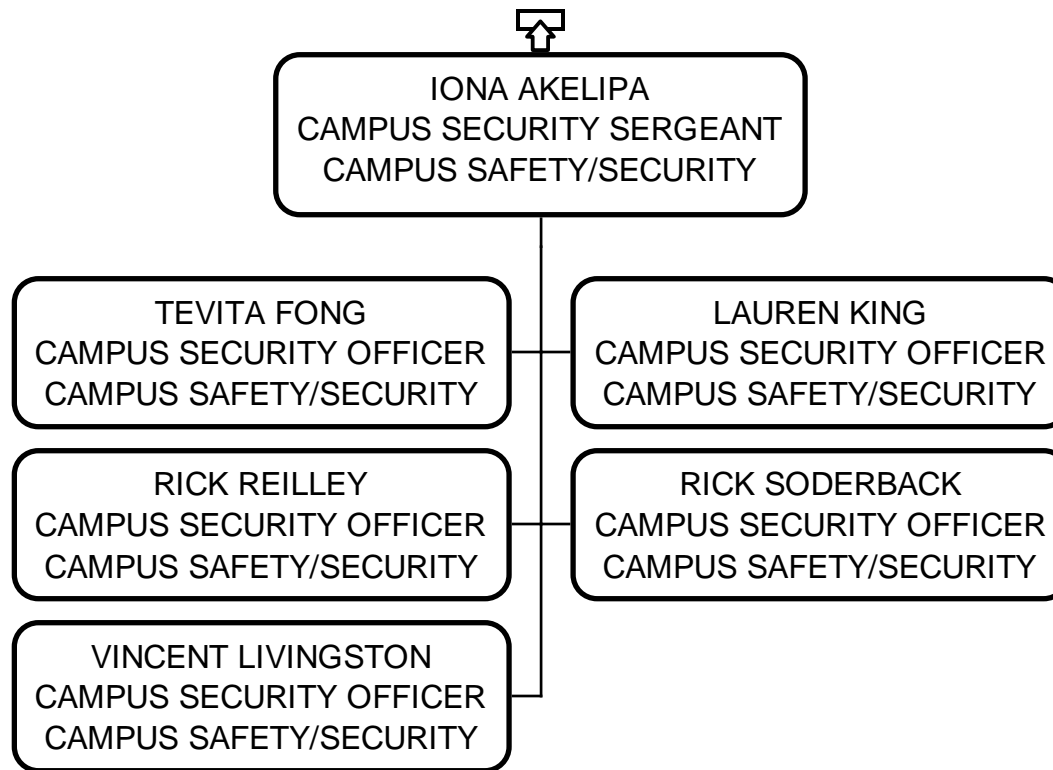 IONA AKELIPA
CAMPUS SECURITY SERGEANT
CAMPUS SAFETY/SECURITY
TEVITA FONG
CAMPUS SECURITY OFFICER
CAMPUS SAFETY/SECURITY
LAUREN KING
CAMPUS SECURITY OFFICER
CAMPUS SAFETY/SECURITY
RICK REILLEY
CAMPUS SECURITY OFFICER
CAMPUS SAFETY/SECURITY
RICK SODERBACK
CAMPUS SECURITY OFFICER
CAMPUS SAFETY/SECURITY
VINCENT LIVINGSTON
CAMPUS SECURITY OFFICER
CAMPUS SAFETY/SECURITY